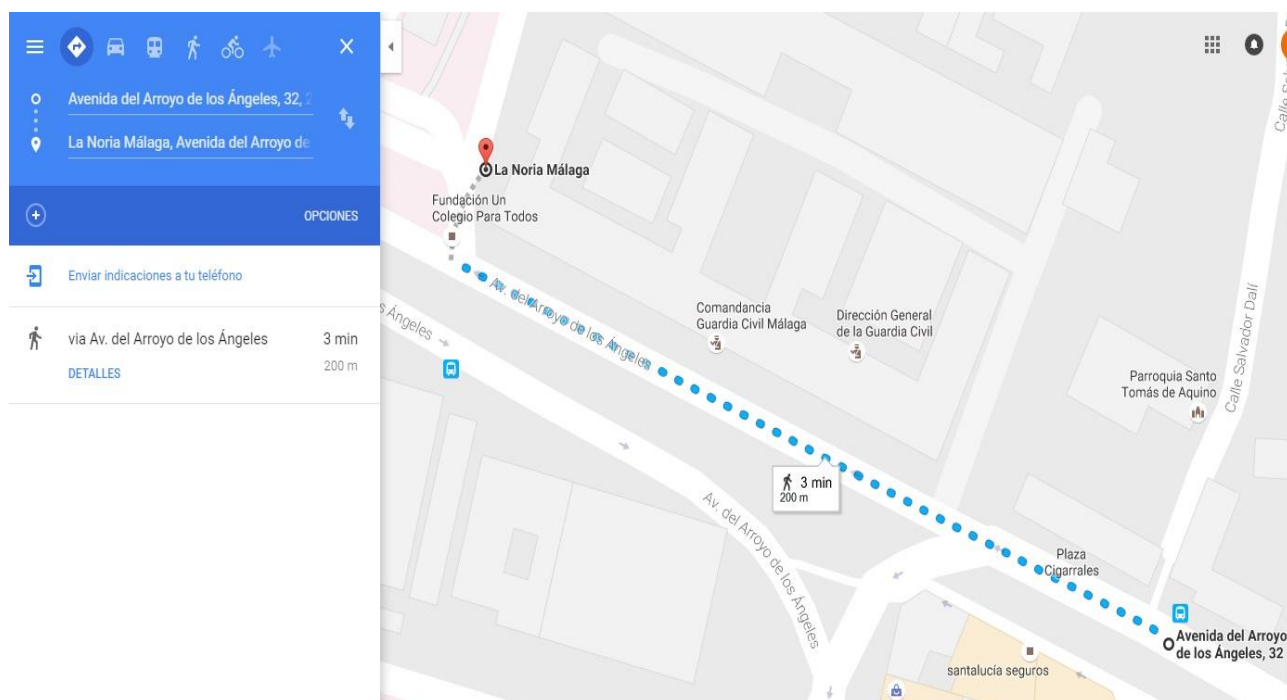 Avenida del Arroyo de los Ángeles, 32, 2
La Noria Málaga, Avenida del Arroyo de
OPCIONES
Enviar indicaciones a tu teléfono
via Av. del Arroyo de los Ángeles
3 min
DETALLES
200 m
La Noria Málaga
Fundación Un
Colegio Para Todos
Av. del Arroyo de los Ángeles
s Ángeles
Comandancia
Guardia Civil Málaga
Dirección General
de la Guardia Civil
Calle Salvador Dalí
Parroquia Santo
Tomás de Aquino
3 min
200 m
Av. del Arroyo de los Ángeles
Plaza
Cigarrales
Avenida del Arroyo
de los Ángeles, 32
santalucía seguros